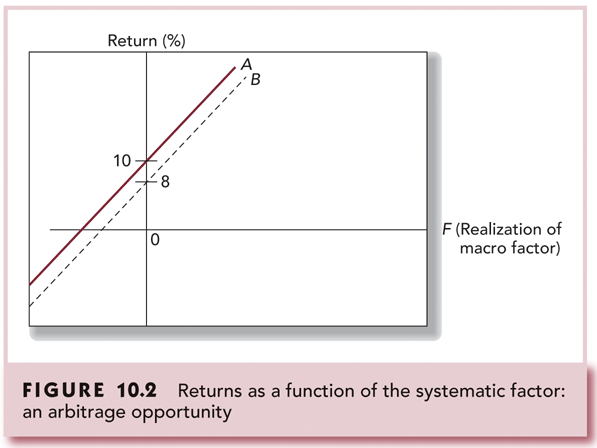 Return (%)
A
B
10
8
0
F (Realization of
macro factor)
FIGURE 10.2 Returns as a function of the systematic factor:
an arbitrage opportunity